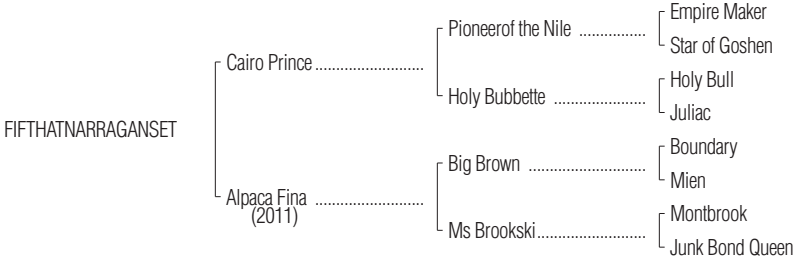 Empire Maker
Pioneerof the Nile ................
Star of Goshen
Cairo Prince ..........................
Holy Bull
Holy Bubbette ......................
Juliac
FIFTHATNARRAGANSET
Boundary
Big Brown ............................
Mien
Alpaca Fina ..........................
(2011)
Montbrook
Ms Brookski..........................
Junk Bond Queen